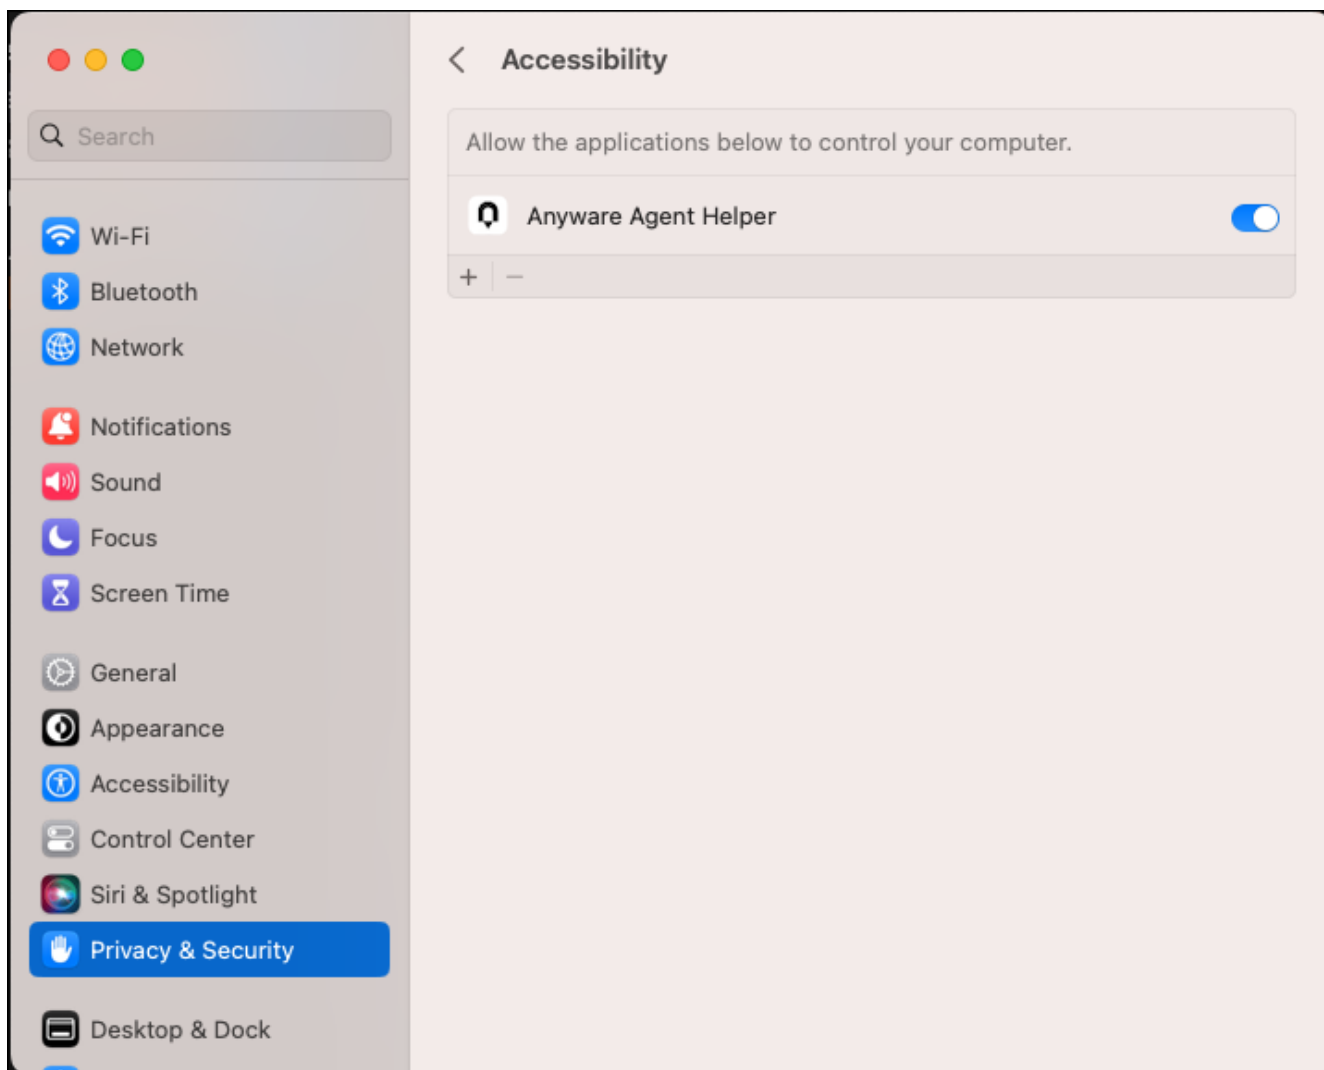 Search
Wi-Fi
Bluetooth
Network
Notifications
Sound
Focus
Screen Time
General
Appearance
Accessibility
Control Center
Siri & Spotlight
Privacy & Security
Desktop & Dock
Accessibility
Allow the applications below to control your computer.
Anyware Agent Helper